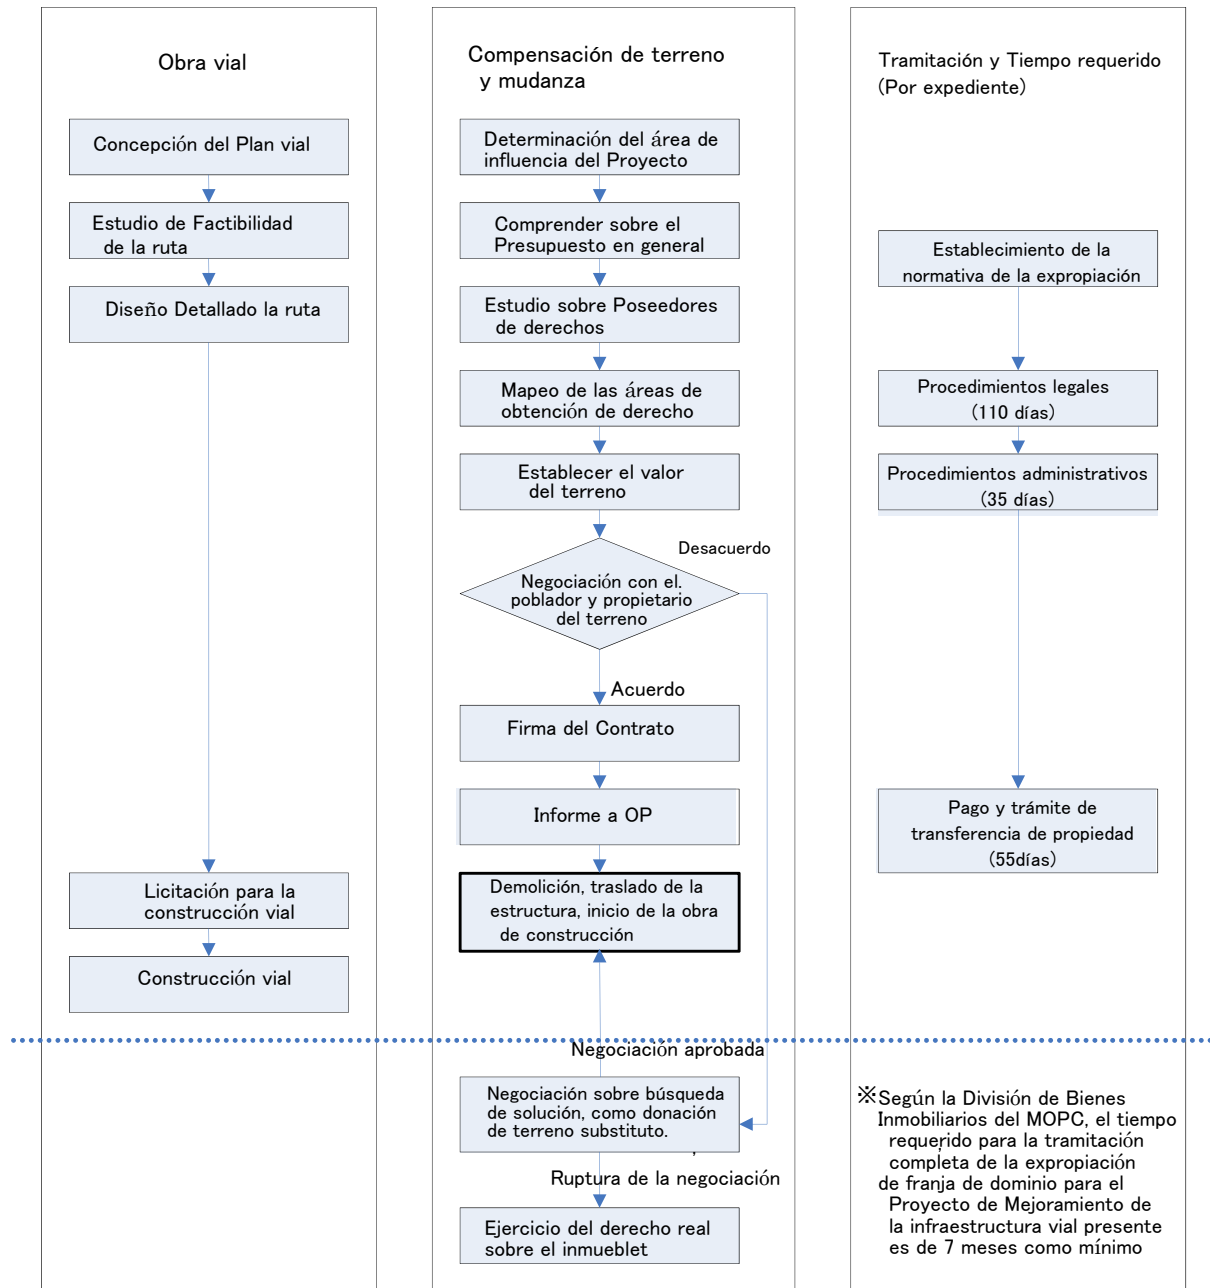 Obra vial
Concepción del Plan vial
Estudio de Factibilidad
de la ruta
Diseño Detallado la ruta
Licitación para la
construcción vial
Construcción vial
Compensación de terreno
y mudanza
Determinación del área de
influencia del Proyecto
Comprender sobre el
Presupuesto en general
Estudio sobre Poseedores
de derechos
Mapeo de las áreas de
obtención de derecho
Establecer el valor
del terreno
Desacuerdo
Negociación con el.
poblador y propietario
del terreno
Acuerdo
Firma del Contrato
Informe a OP
Demolición, traslado de la
estructura, inicio de la obra
de construcción
Negociación aprobada
Negociación sobre búsqueda
de solución, como donación
de terreno substituto.
Ruptura de la negociación
Ejercicio del derecho real
sobre el inmueblet
Tramitación y Tiempo requerido
(Por expediente)
Establecimiento de la
normativa de la expropiación
Procedimientos legales
(110 días)
Procedimientos administrativos
(35 días)
Pago y trámite de
transferencia de propiedad
(55días)
※Según la División de Bienes
Inmobiliarios del MOPC, el tiempo
requerido para la tramitación
completa de la expropiación
de franja de dominio para el
Proyecto de Mejoramiento de
la infraestructura vial presente
es de 7 meses como mínimo